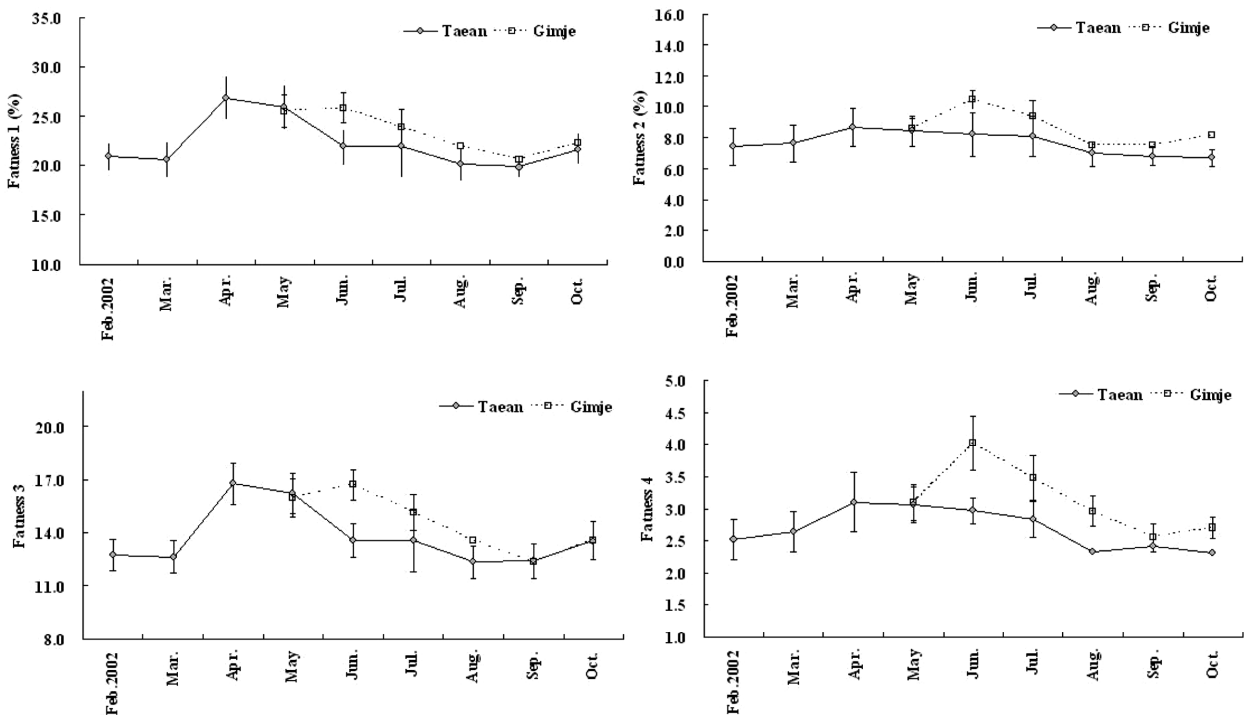 Taean Gimje
Fatness 1 (%)
35.0
30.0
25.0
20.0
15.0
10.0
Feb.2002 Mar. Apr. May Jun. Jul. Aug. Sep. Oct.
Taean Gimje
Fatness 2 (%)
16.0
14.0
12.0
10.0
8.0
6.0
4.0
2.0
0.0
Feb.2002 Mar. Apr. May Jun. Jul. Aug. Sep. Oct.
Taean Gimje
Fatness 3
20.0
17.0
14.0
11.0
8.0
Feb.2002 Mar. Apr. May Jun. Jul. Aug. Sep. Oct.
Taean Gimje
Fatness 4
5.0
4.5
4.0
3.5
3.0
2.5
2.0
1.5
1.0
Feb.2002 Mar. Apr. May Jun. Jul. Aug. Sep. Oct.